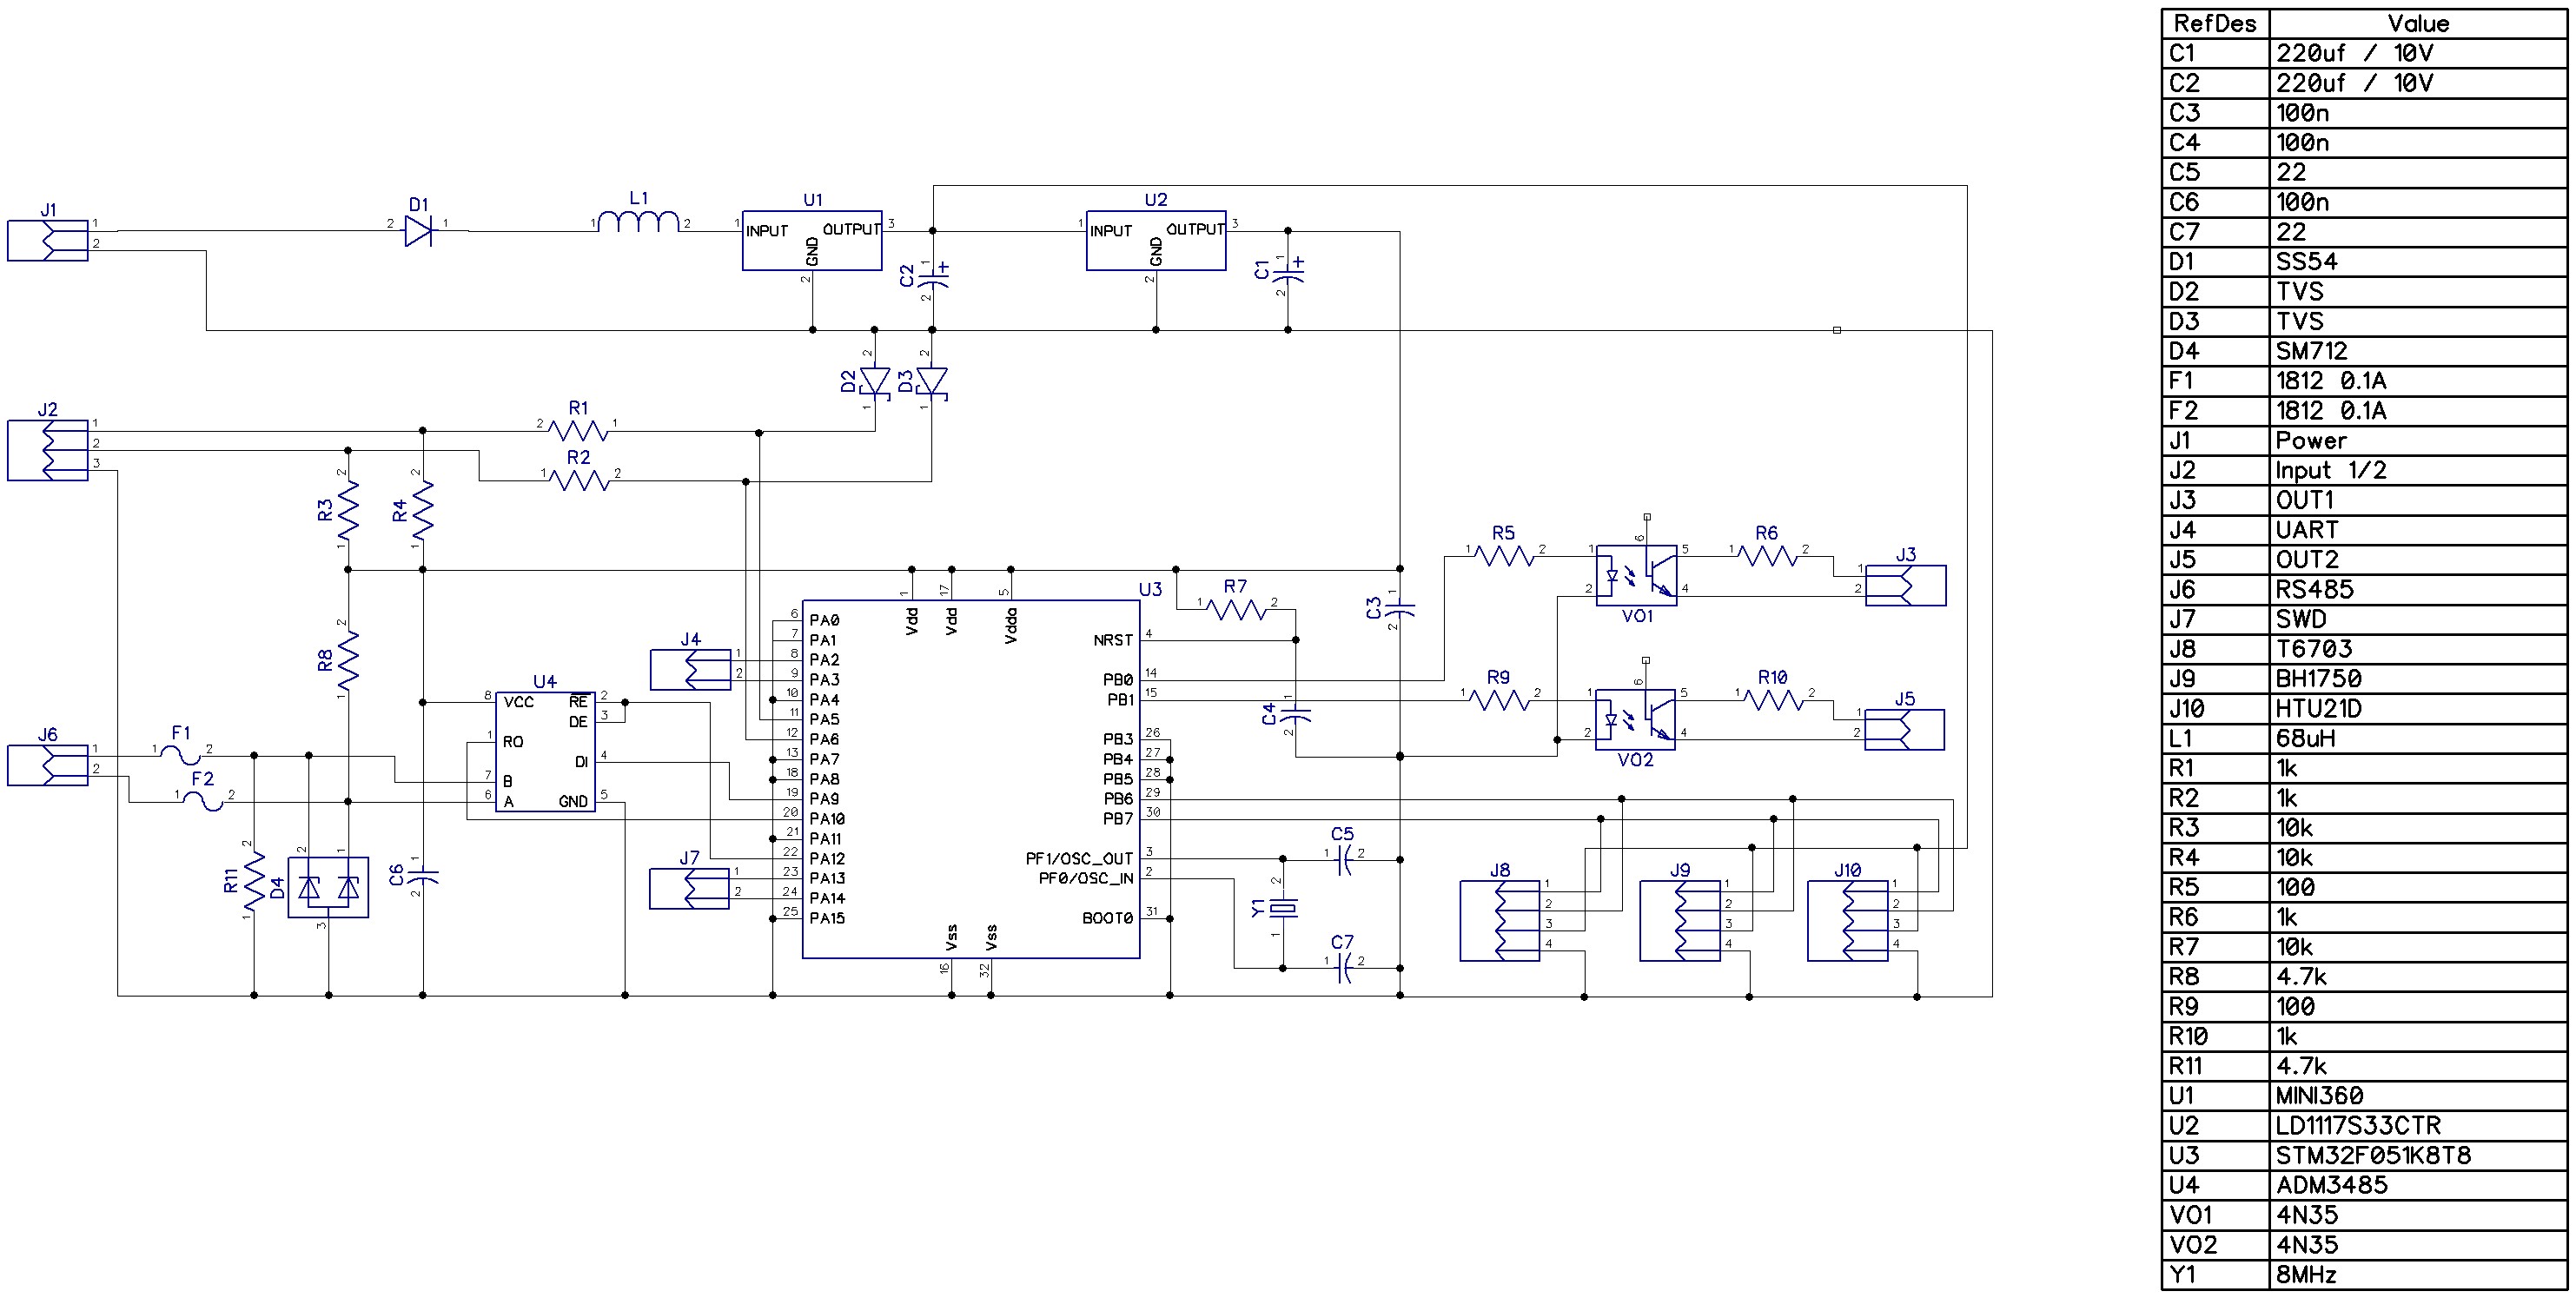 J1
1
2
D1
2
1
L1
1
2
U1
1
INPUT
OUTPUT
3
GND
2
C2
1
+
2
U2
1
INPUT
OUTPUT
3
GND
2
C1
1
+
2
D2
2
1
D3
2
1
J2
1
2
3
R1
2
1
R2
1
2
R3
2
1
R4
2
1
R8
2
1
J6
1
2
F1
1
2
F2
1
2
R11
2
1
D4
2
1
3
C6
1
2
U4
8
VCC
RE
2
DE
3
1
RO
DI
4
7
B
6
A
GND
5
J4
1
2
J7
1
2
U3
1
Vdd
17
Vdd
5
Vdda
6
PA0
7
PA1
8
PA2
9
PA3
10
PA4
11
PA5
12
PA6
13
PA7
18
PA8
19
PA9
20
PA10
21
PA11
22
PA12
23
PA13
24
PA14
25
PA15
NRST
4
PB0
14
PB1
15
PB3
26
PB4
27
PB5
28
PB6
29
PB7
30
PF1/OSC_OUT
3
PF0/OSC_IN
2
BOOT0
31
Vss
16
Vss
32
R7
1
2
C4
1
2
C3
1
2
C5
1
2
Y1
2
1
C7
1
2
R5
1
2
VO1
1
2
6
5
4
R6
1
2
J3
1
2
R9
1
2
VO2
1
2
6
5
4
R10
1
2
J5
1
2
J8
1
2
3
4
J9
1
2
3
4
J10
1
2
3
4
RefDes Value
C1 220uf / 10V
C2 220uf / 10V
C3 100n
C4 100n
C5 22
C6 100n
C7 22
D1 SS54
D2 TVS
D3 TVS
D4 SM712
F1 1812 0.1A
F2 1812 0.1A
J1 Power
J2 Input 1/2
J3 OUT1
J4 UART
J5 OUT2
J6 RS485
J7 SWD
J8 T6703
J9 BH1750
J10 HTU21D
L1 68uH
R1 1k
R2 1k
R3 10k
R4 10k
R5 100
R6 1k
R7 10k
R8 4.7k
R9 100
R10 1k
R11 4.7k
U1 MINI360
U2 LD1117S33CTR
U3 STM32F051K8T8
U4 ADM3485
VO1 4N35
VO2 4N35
Y1 8MHz